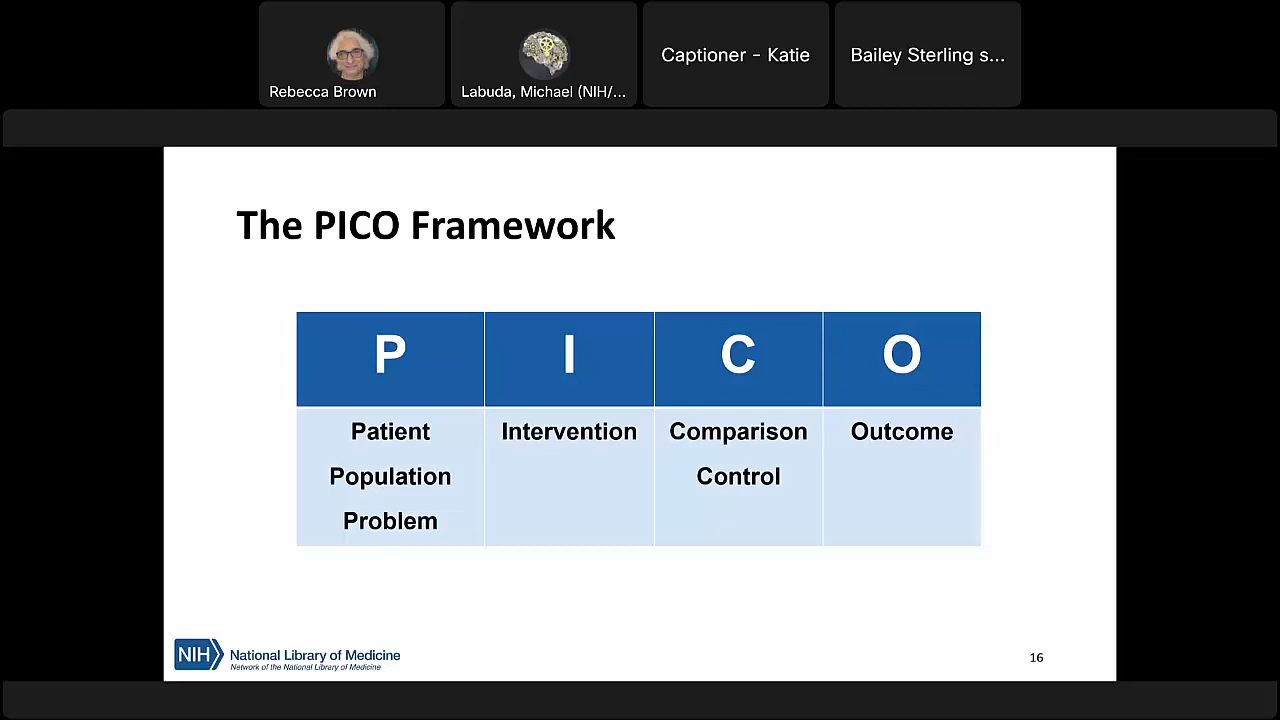 Rebecca Brown
Labuda, Michael (NIH/...
Captioner - Katie
Bailey Sterling s...
The PICO Framework
P I C O
Patient Intervention Comparison Outcome
Population Control
Problem
NIH National Library of Medicine
Network of the National Library of Medicine
16